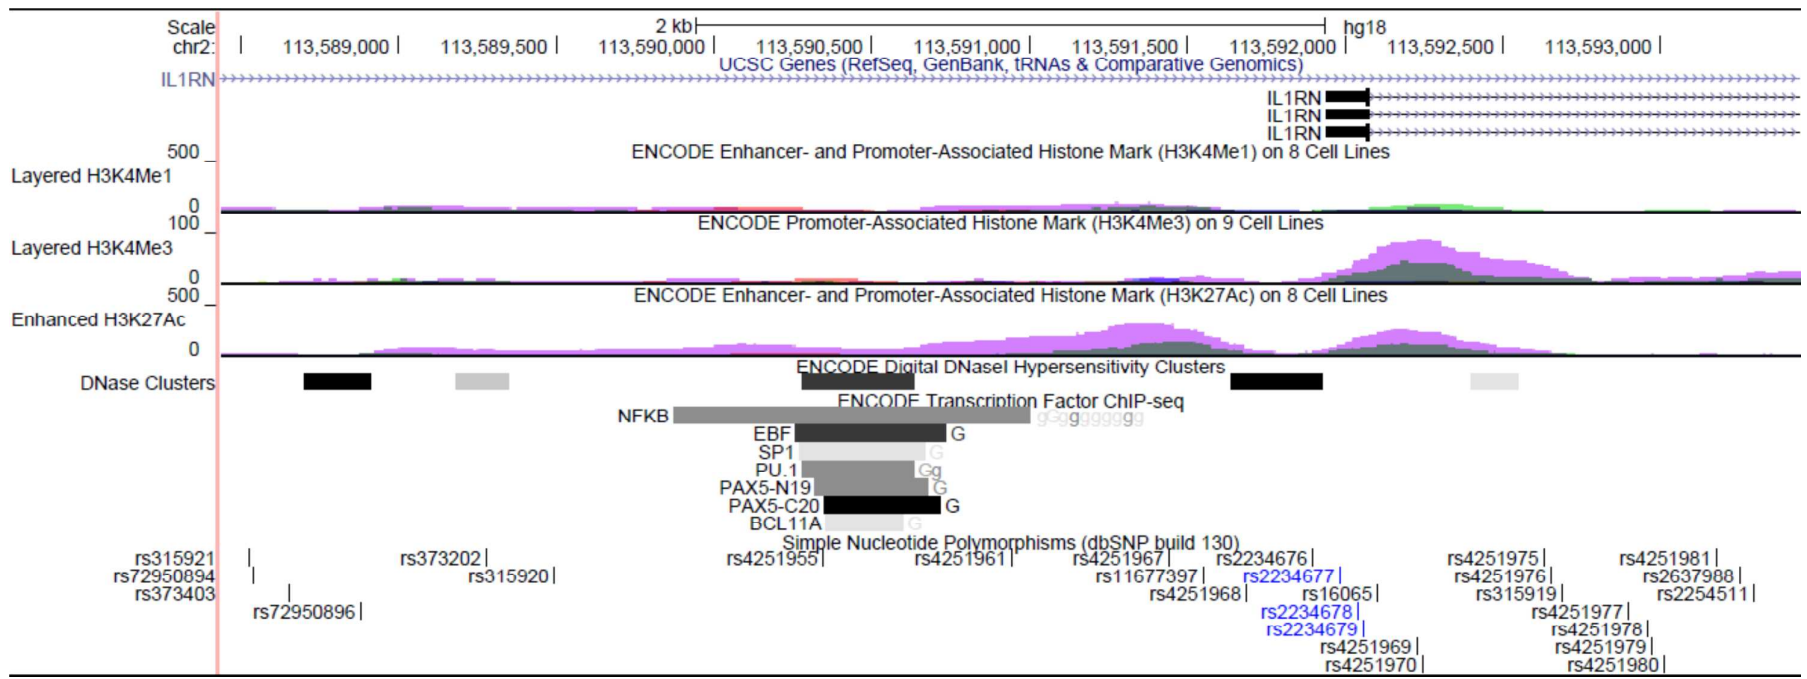 Scale 2 kb hg18
chr2: 113,589,000 113,589,500 113,590,000 113,590,500 113,591,000 113,591,500 113,592,000 113,592,500 113,593,000
UCSC Genes (RefSeq, GenBank, tRNAs & Comparative Genomics)
IL1RN
IL1RN
IL1RN
IL1RN
ENCODE Enhancer- and Promoter-Associated Histone Mark (H3K4Me1) on 8 Cell Lines
500
Layered H3K4Me1
0
ENCODE Promoter-Associated Histone Mark (H3K4Me3) on 9 Cell Lines
100
Layered H3K4Me3
0
ENCODE Enhancer- and Promoter-Associated Histone Mark (H3K27Ac) on 8 Cell Lines
500
Enhanced H3K27Ac
0
ENCODE Digital DNaseI Hypersensitivity Clusters
DNase Clusters
ENCODE Transcription Factor ChIP-seq
NFKB
EBF G
SP1 G
PU.1 Gg
PAX5-N19 G
PAX5-C20 G
BCL11A G
Simple Nucleotide Polymorphisms (dbSNP build 130)
rs315921 rs373202 rs4251955 rs4251961 rs4251967 rs2234676 rs4251975 rs4251981
rs72950894 rs315920 rs11677397 rs2234677 rs4251976 rs2637988
rs373403 rs4251968 rs16065 rs315919 rs2254511
rs72950896 rs2234678 rs4251977
rs2234679 rs4251978
rs4251969 rs4251979
rs4251970 rs4251980